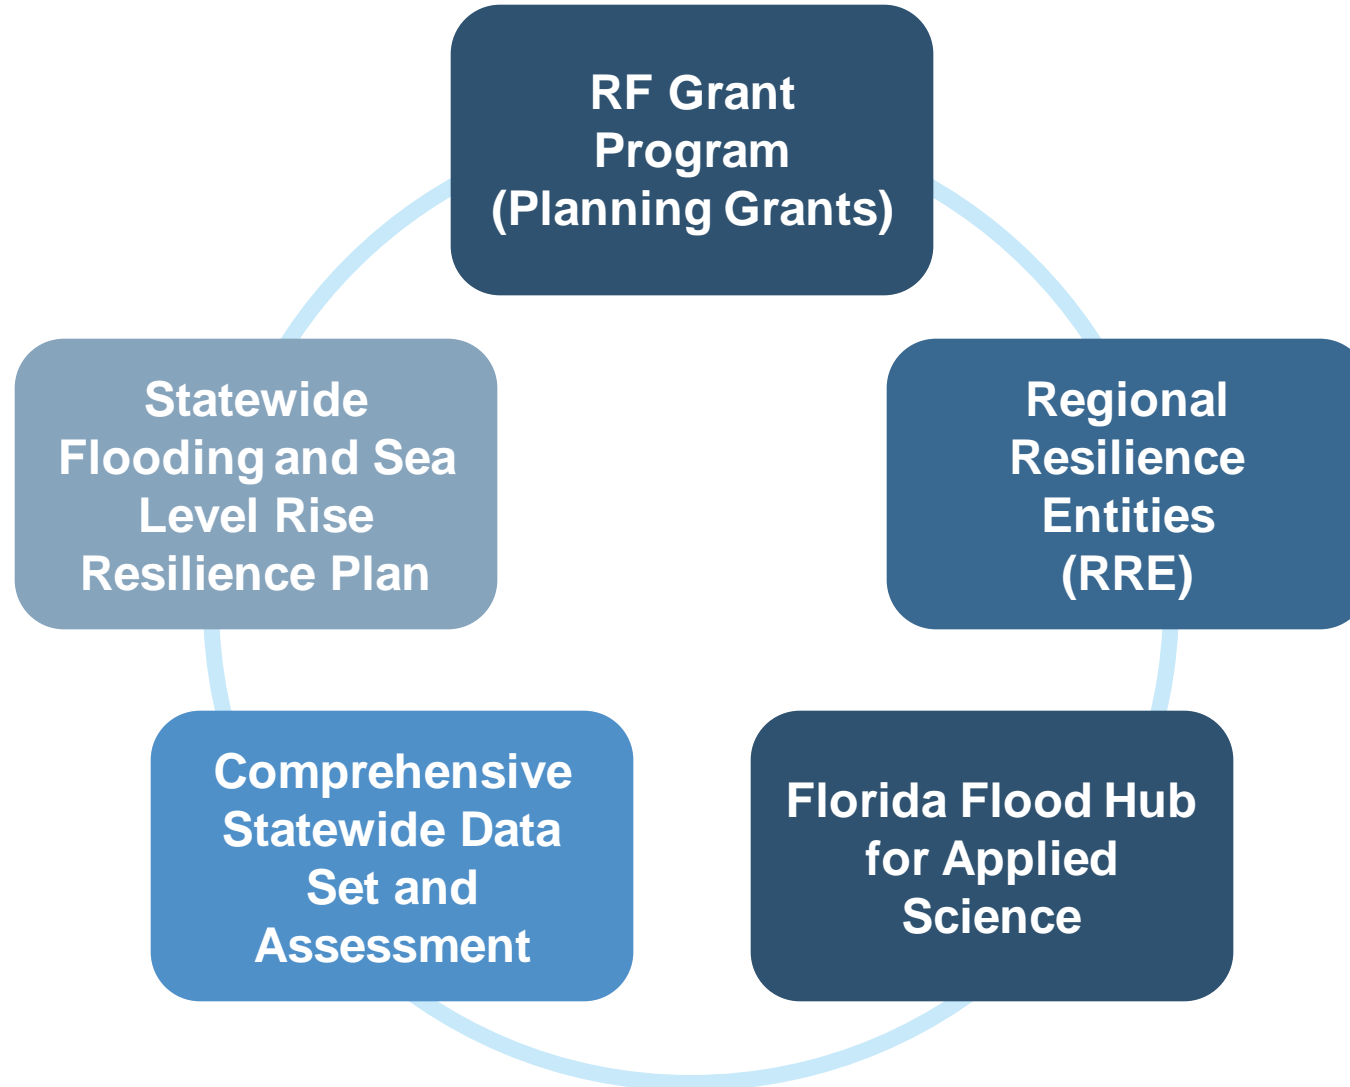 RF Grant
Program
(Planning Grants)
Statewide
Flooding and Sea
Level Rise
Resilience Plan
Regional
Resilience
Entities
(RRE)
Comprehensive
Statewide Data
Set and
Assessment
Florida Flood Hub
for Applied
Science